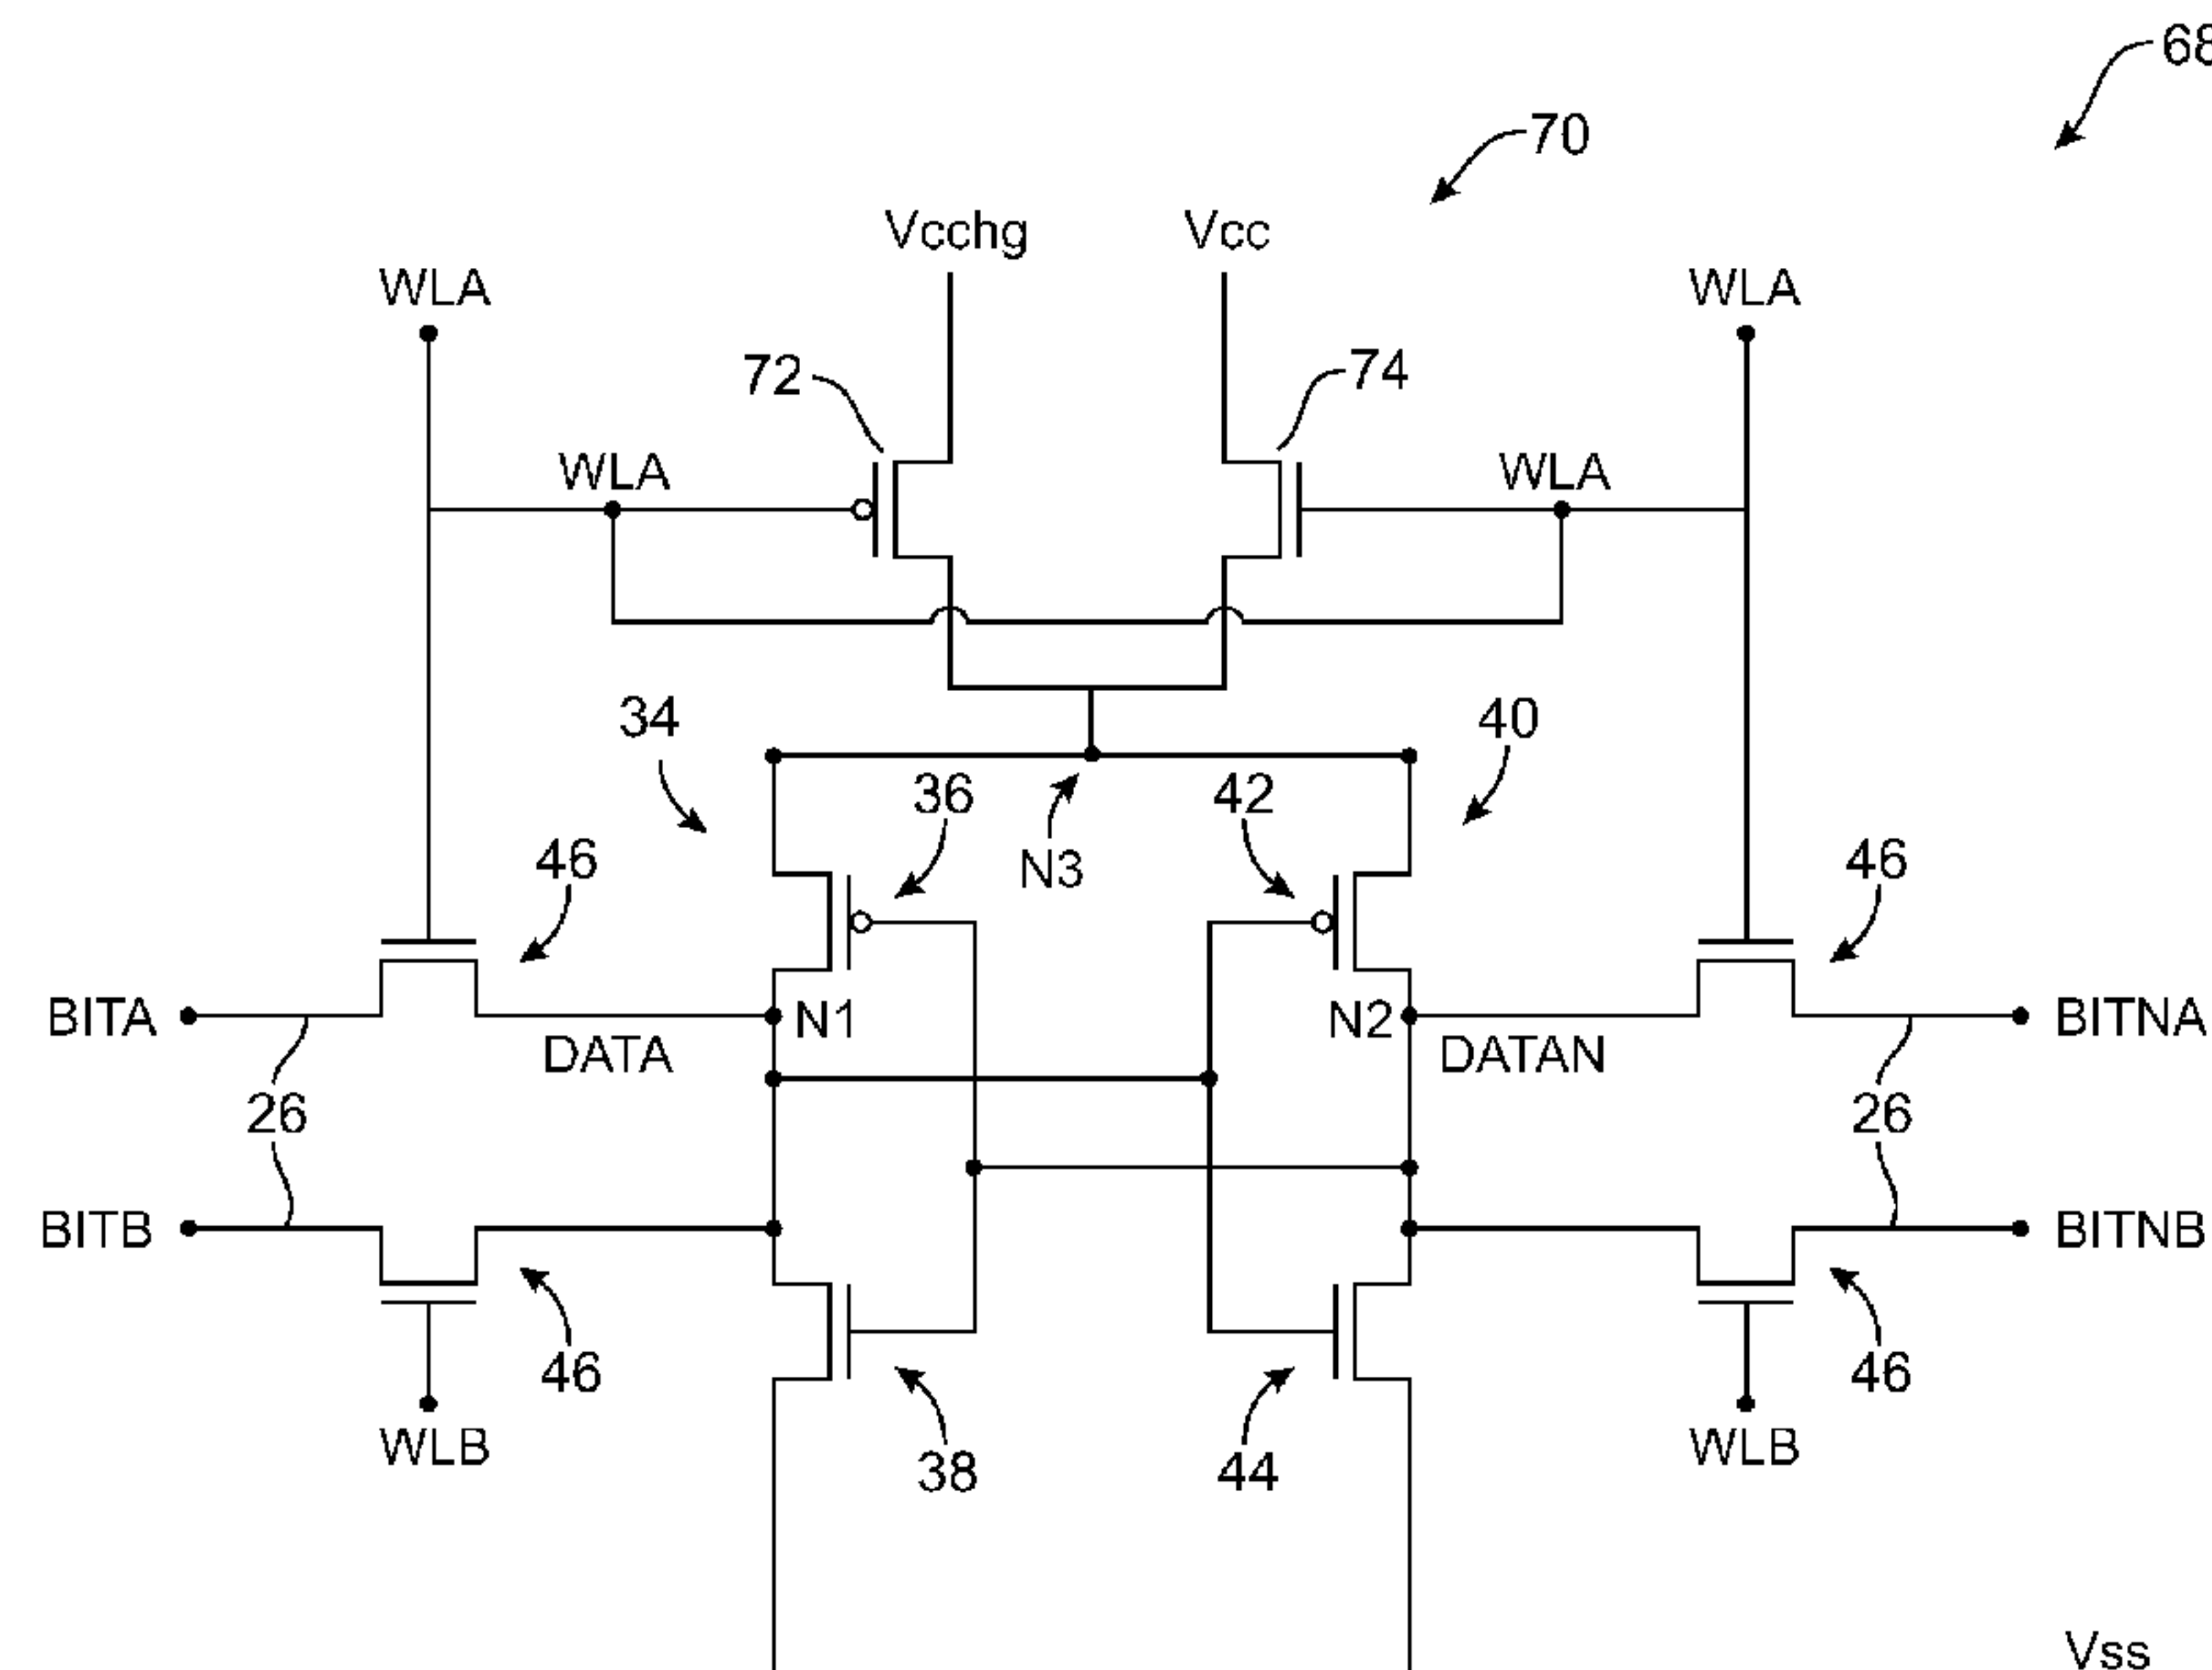 68
70
Vcchg Vcc
WLA WLA
72 74
WLA WLA
34 40
36 42
N3
46 46
BITA N1 N2 BITNA
DATA DATAN
26 26
BITB BITNB
46 46
WLB WLB
38 44
Vss